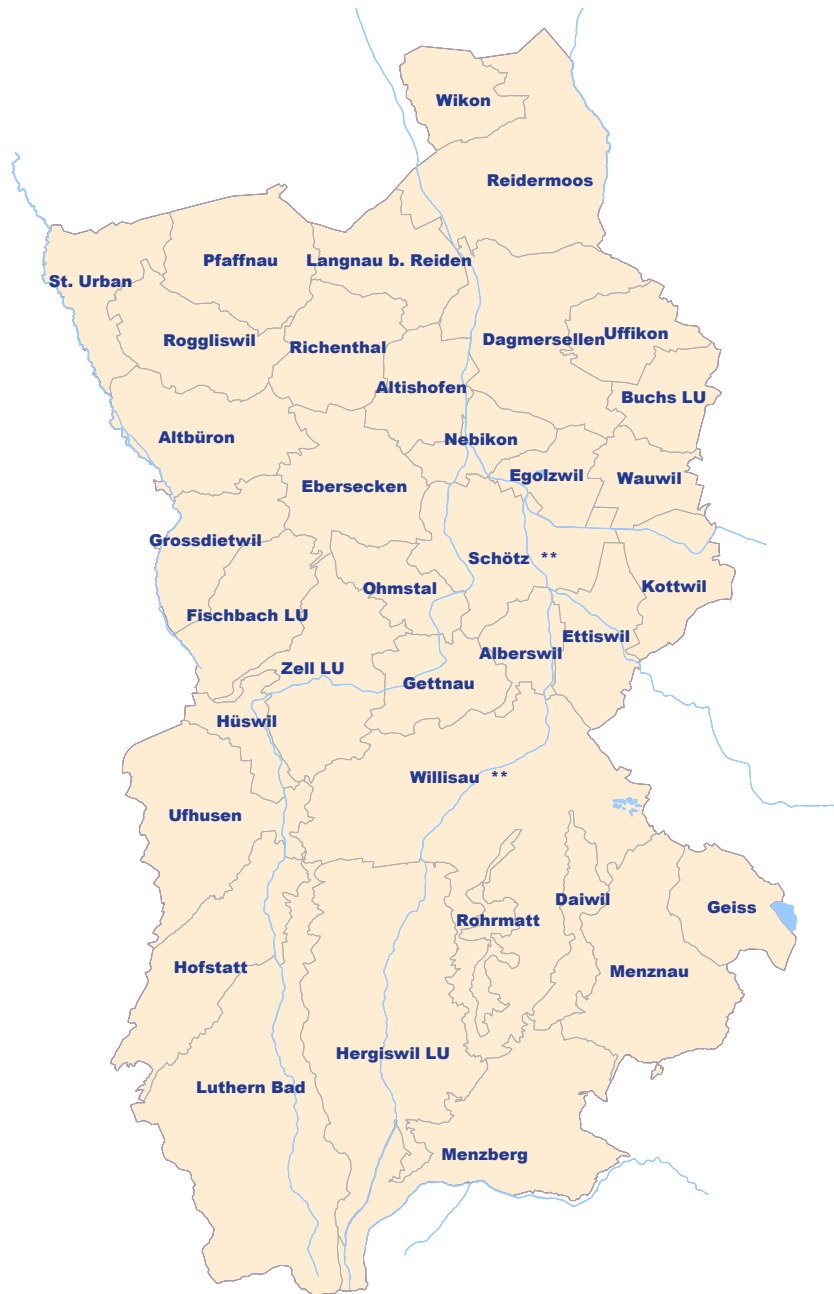 Wikon
Reidermoos
Pfaffnau
Langnau b. Reiden
St. Urban
Roggliswil
Richenthal
Dagmersellen
Uffikon
Altishofen
Buchs LU
Altbüron
Nebikon
Ebersecken
Egolzwil
Wauwil
Grossdietwil
Schötz **
Ohmstal
Kottwil
Fischbach LU
Ettiswil
Alberswil
Zell LU
Gettnau
Hüswil
Willisau **
Ufhusen
Daiwil
Geiss
Rohrmatt
Hofstatt
Menznau
Hergiswil LU
Luthern Bad
Menzberg